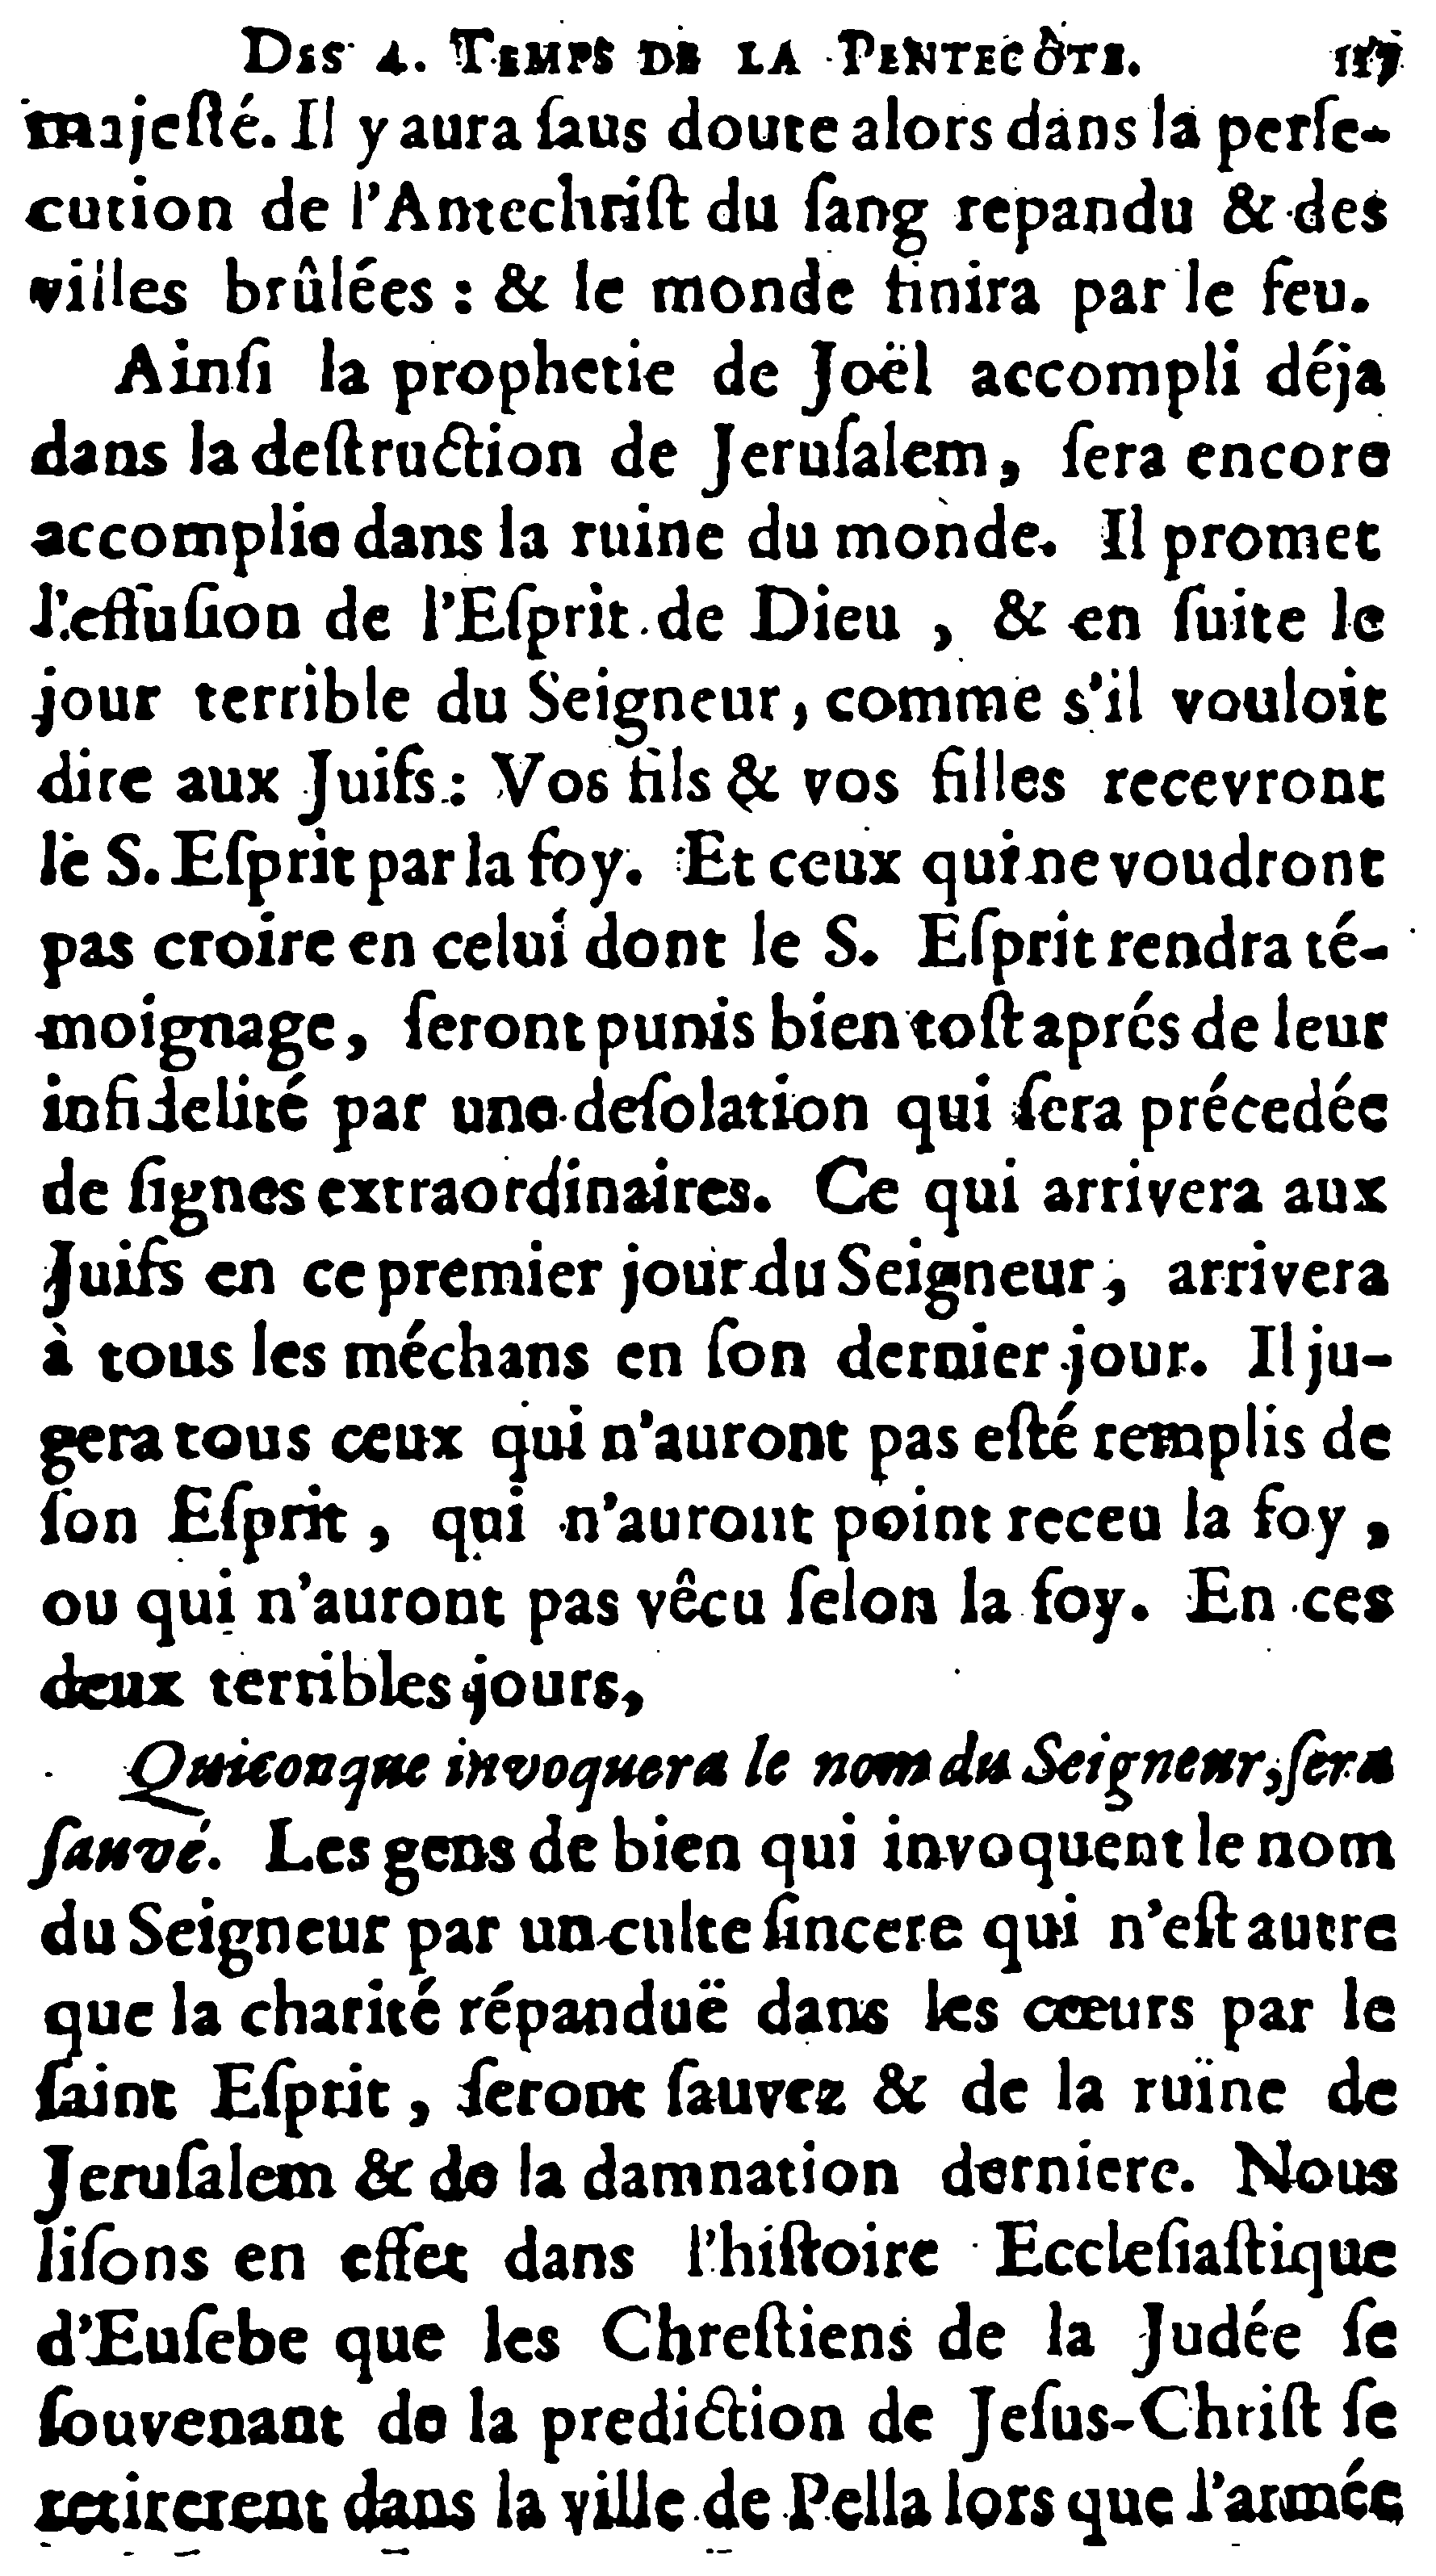 DES 4. TEMPS DE LA PENTECÔTE. 117
majeſté. Il y aura ſaus doute alors dans la perſe-
cution de l'Antechriſt du ſang repandu & des
villes brûlées : & le monde finira par le feu.
Ainſi la prophetie de Joël accompli déja
dans la deſtruction de Jeruſalem, ſera encore
accomplie dans la ruine du monde. Il promet
l'effuſion de l'Eſprit de Dieu , & en ſuite le
jour terrible du Seigneur, comme s'il vouloit
dire aux Juifs : Vos fils & vos filles recevront
le S. Eſprit par la foy. Et ceux qui ne voudront
pas croire en celui dont le S. Eſprit rendra té-
moignage, ſeront punis bien toſt aprés de leur
infidelité par une deſolation qui ſera précedée
de ſignes extraordinaires. Ce qui arrivera aux
Juifs en ce premier jour du Seigneur, arrivera
à tous les méchans en ſon dernier jour. Il ju-
gera tous ceux qui n'auront pas eſté remplis de
ſon Eſprit , qui n'auront point receu la foy ,
ou qui n'auront pas vêcu ſelon la foy. En ces
deux terribles jours,
Quiconque invoquera le nom du Seigneur, ſera
ſauvé. Les gens de bien qui invoquent le nom
du Seigneur par un culte ſincere qui n'eſt autre
que la charité répanduë dans les cœurs par le
ſaint Eſprit , ſeront ſauvez & de la ruïne de
Jeruſalem & de la damnation derniere. Nous
liſons en effet dans l'hiſtoire Eccleſiaſtique
d'Euſebe que les Chreſtiens de la Judée ſe
ſouvenant de la prediction de Jeſus-Chriſt ſe
retirerent dans la ville de Pella lors que l'armée